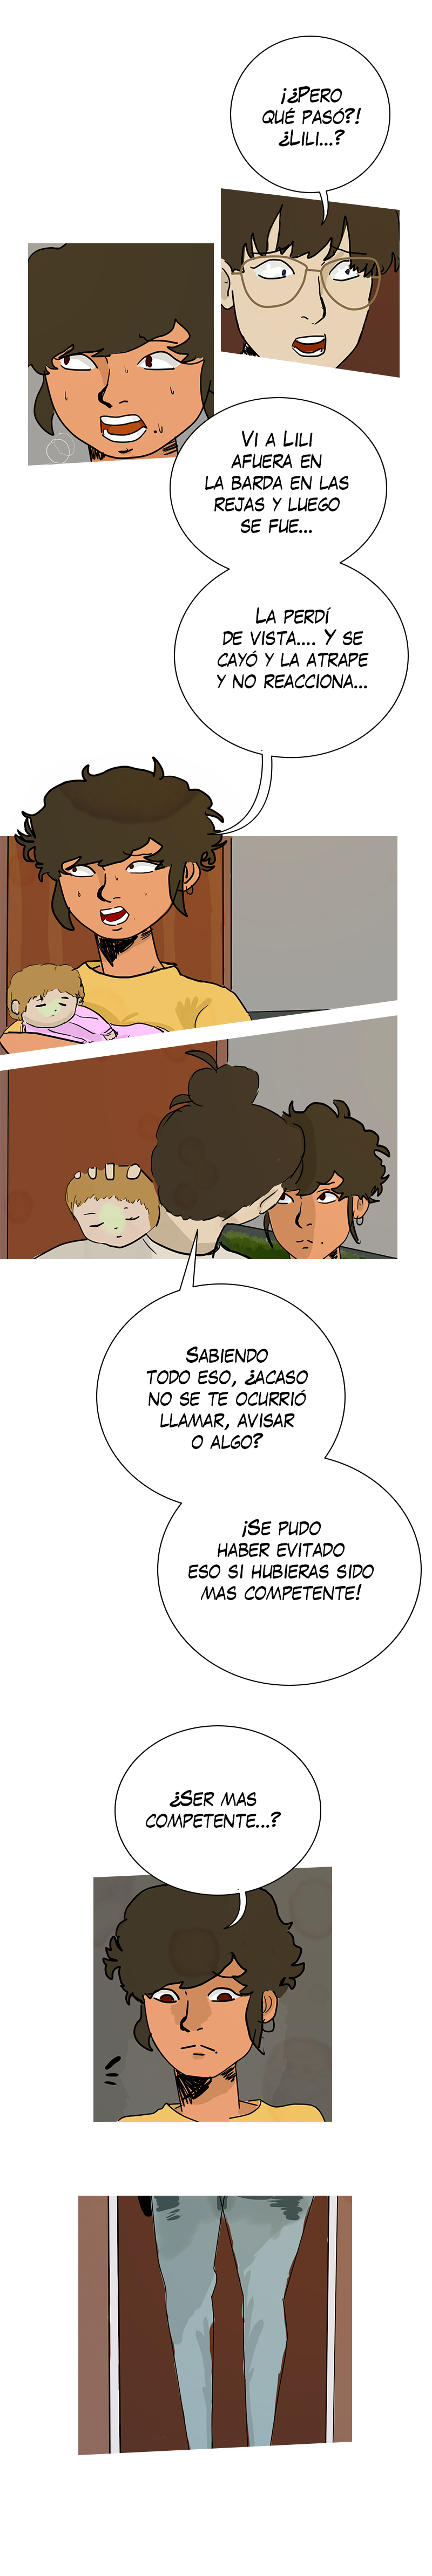 ¡¿Pero
qué pasó?!
¿Lili...?
Vi a Lili
afuera en
la barda en las
rejas y luego
se fue...
La perdí
de vista.... Y se
cayó y la atrape
y no reacciona...
Sabiendo
todo eso, ¿acaso
no se te ocurrió
llamar, avisar
o algo?
¡Se pudo
haber evitado
eso si hubieras sido
mas competente!
¿Ser mas
competente...?